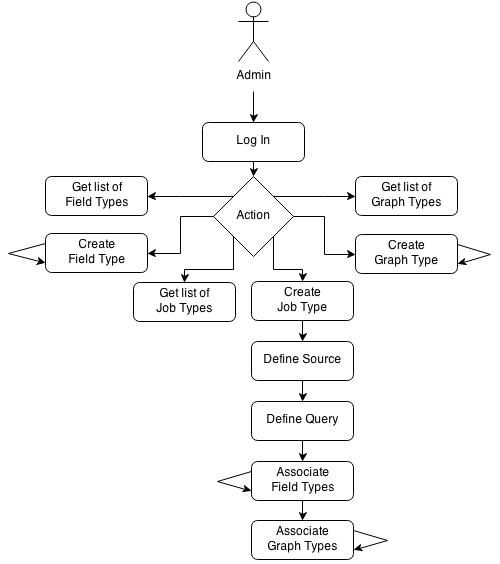 Admin
Log In
Action
Get list of
Field Types
Get list of
Graph Types
Create
Field Type
Create
Graph Type
Get list of
Job Types
Create
Job Type
Define Source
Define Query
Associate
Field Types
Associate
Graph Types